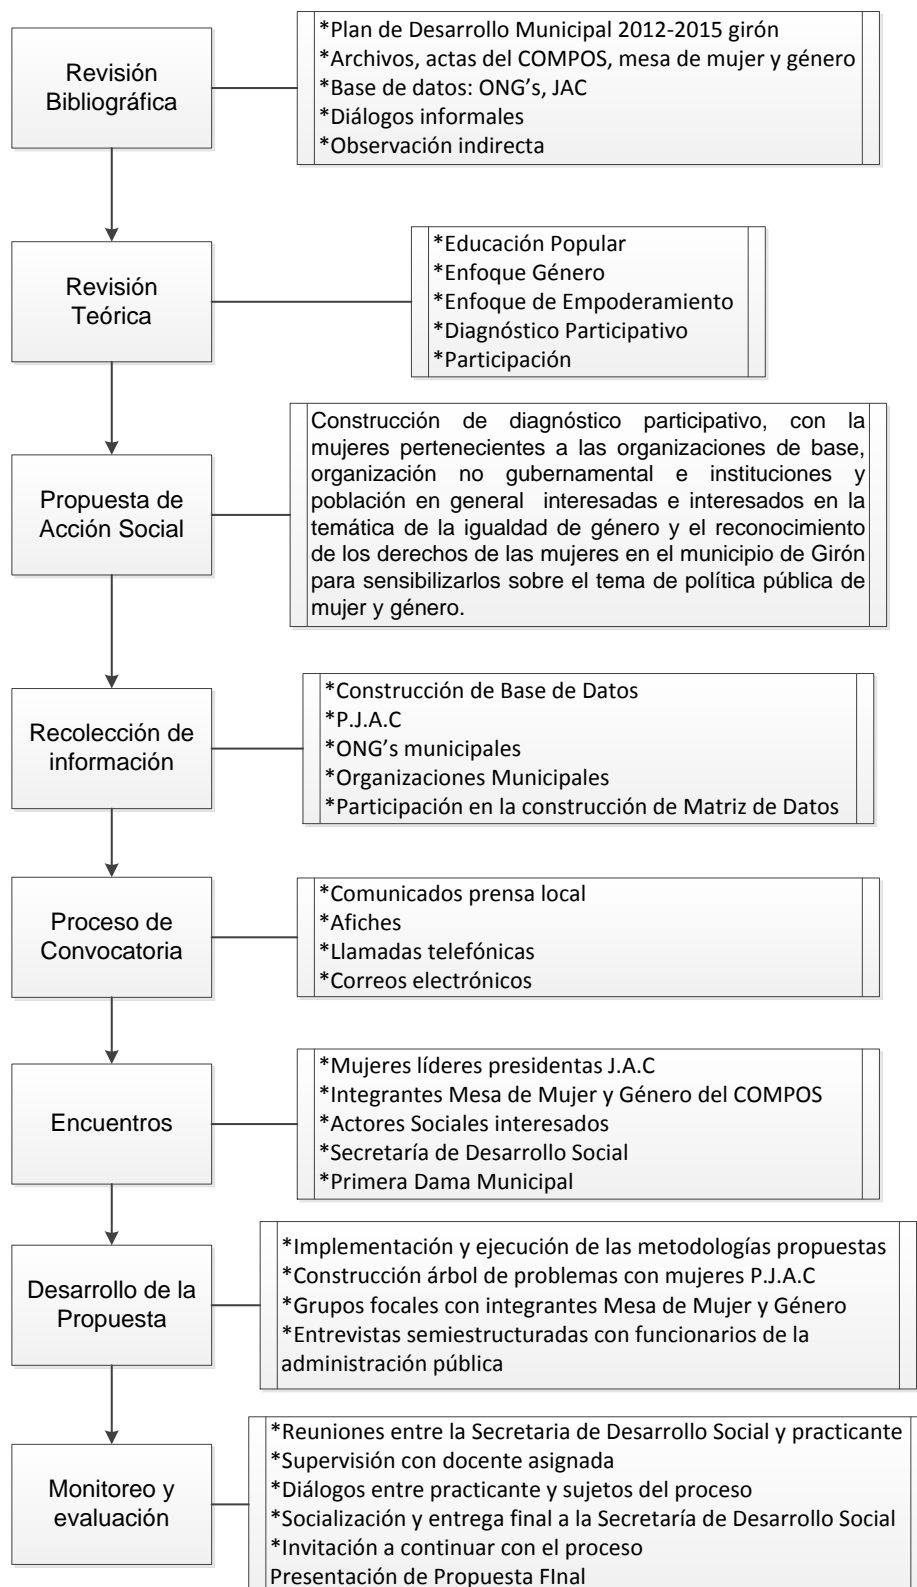 Revisión
Bibliográfica
*Plan de Desarrollo Municipal 2012-2015 girón
*Archivos, actas del COMPOS, mesa de mujer y género
*Base de datos: ONG’s, JAC
*Diálogos informales
*Observación indirecta
Revisión
Teórica
*Educación Popular
*Enfoque Género
*Enfoque de Empoderamiento
*Diagnóstico Participativo
*Participación
Propuesta de
Acción Social
Construcción de diagnóstico participativo, con la
mujeres pertenecientes a las organizaciones de base,
organización no gubernamental e instituciones y
población en general interesadas e interesados en la
temática de la igualdad de género y el reconocimiento
de los derechos de las mujeres en el municipio de Girón
para sensibilizarlos sobre el tema de política pública de
mujer y género.
Recolección de
información
*Construcción de Base de Datos
*P.J.A.C
*ONG’s municipales
*Organizaciones Municipales
*Participación en la construcción de Matriz de Datos
Proceso de
Convocatoria
*Comunicados prensa local
*Afiches
*Llamadas telefónicas
*Correos electrónicos
Encuentros
*Mujeres líderes presidentas J.A.C
*Integrantes Mesa de Mujer y Género del COMPOS
*Actores Sociales interesados
*Secretaría de Desarrollo Social
*Primera Dama Municipal
Desarrollo de la
Propuesta
*Implementación y ejecución de las metodologías propuestas
*Construcción árbol de problemas con mujeres P.J.A.C
*Grupos focales con integrantes Mesa de Mujer y Género
*Entrevistas semiestructuradas con funcionarios de la
administración pública
Monitoreo y
evaluación
*Reuniones entre la Secretaria de Desarrollo Social y practicante
*Supervisión con docente asignada
*Diálogos entre practicante y sujetos del proceso
*Socialización y entrega final a la Secretaría de Desarrollo Social
*Invitación a continuar con el proceso
Presentación de Propuesta FInal